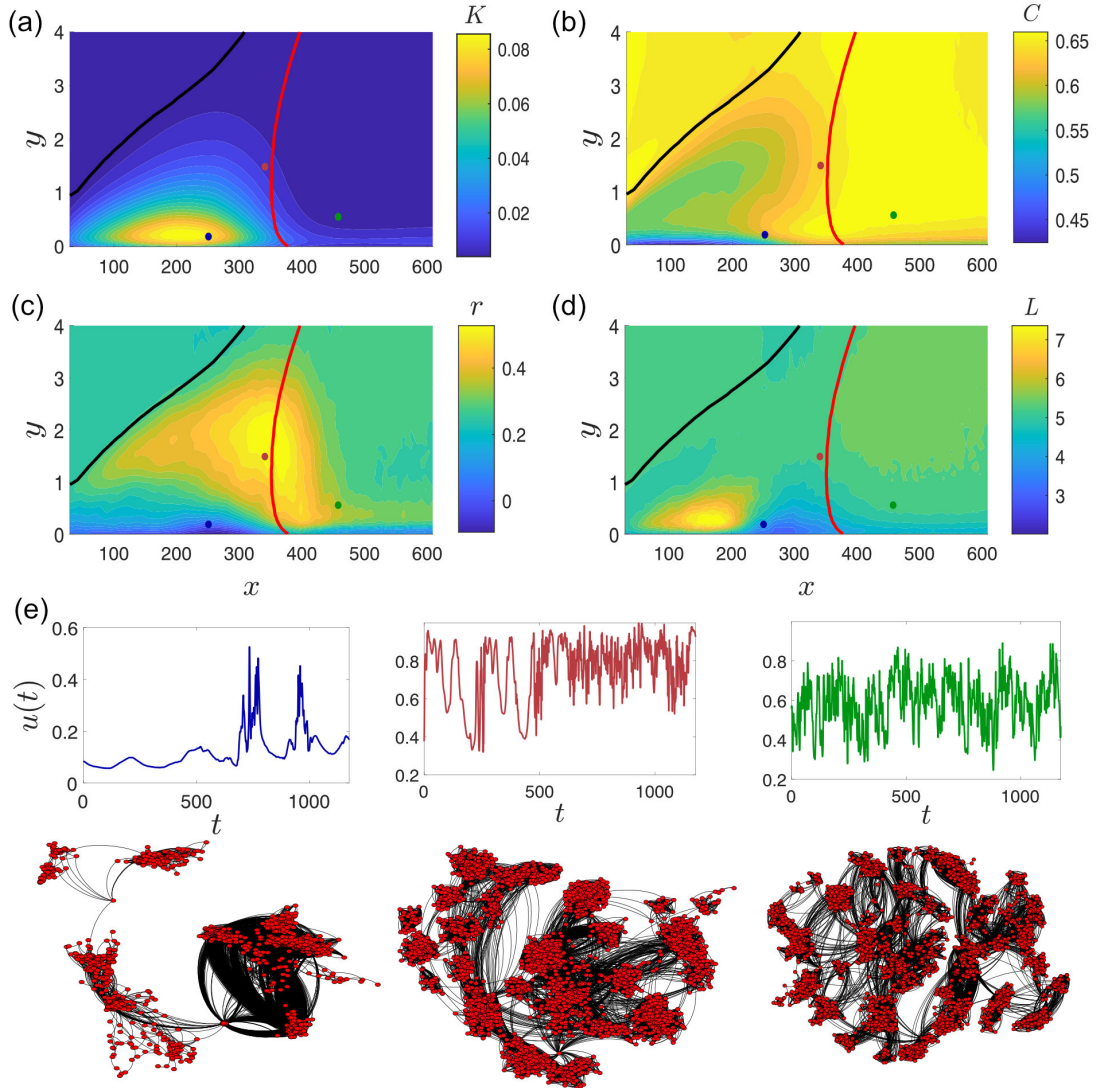 (a) K (b) C
4 3 2 1 0 y 100 200 300 400 500 600 0.08 0.06 0.04 0.02
4 3 2 1 0 y 100 200 300 400 500 600 0.65 0.6 0.55 0.5 0.45
(c) r (d) L
4 3 2 1 0 y 100 200 300 400 500 600 x 0.4 0.2 0
4 3 2 1 0 y 100 200 300 400 500 600 x 7 6 5 4 3
(e)
0.6 0.4 0.2 0 u(t) 0 500 1000 t
0.8 0.6 0.4 0.2 0 500 1000 t
0.8 0.6 0.4 0.2 0 500 1000 t